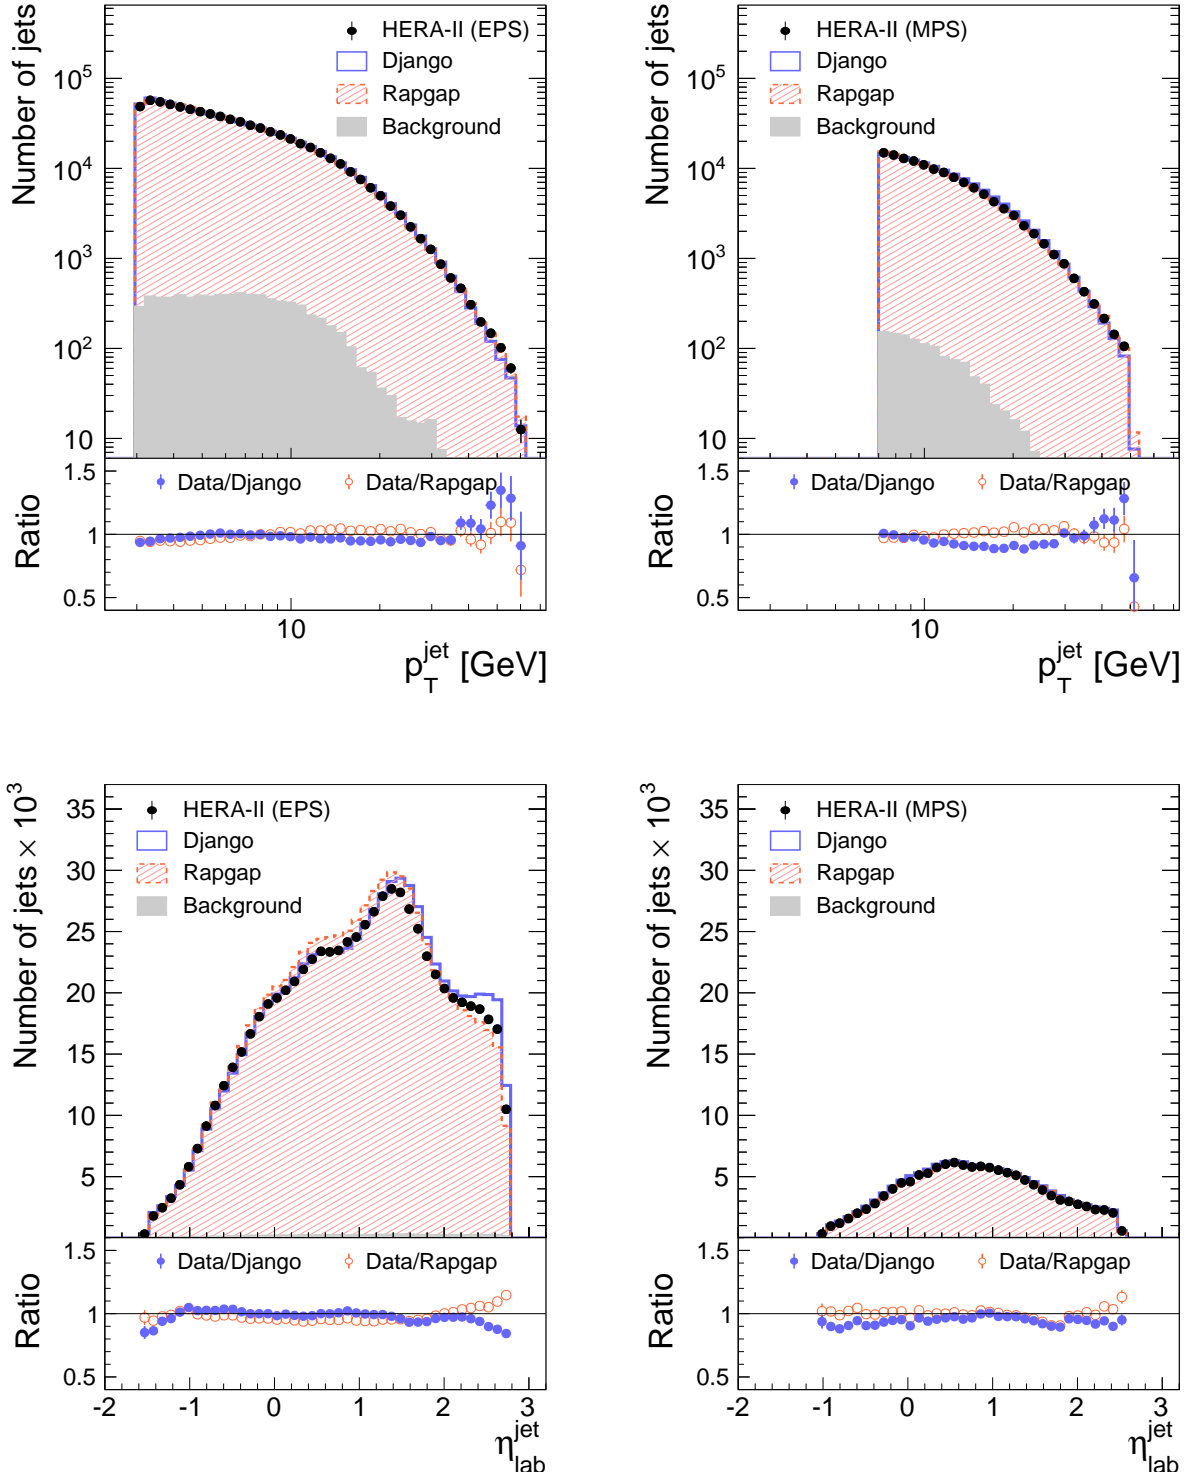 Number of jets
HERA-II (EPS)
Django
Rapgap
Background
10^5
10^4
10^3
10^2
10
Ratio
1.5
1
0.5
Data/Django
Data/Rapgap
10
p_T^jet [GeV]
Number of jets
HERA-II (MPS)
Django
Rapgap
Background
10^5
10^4
10^3
10^2
10
Ratio
1.5
1
0.5
Data/Django
Data/Rapgap
10
p_T^jet [GeV]
Number of jets × 10^3
HERA-II (EPS)
Django
Rapgap
Background
35
30
25
20
15
10
5
Ratio
1.5
1
0.5
Data/Django
Data/Rapgap
-2 -1 0 1 2 3
η_lab^jet
Number of jets × 10^3
HERA-II (MPS)
Django
Rapgap
Background
35
30
25
20
15
10
5
Ratio
1.5
1
0.5
Data/Django
Data/Rapgap
-2 -1 0 1 2 3
η_lab^jet